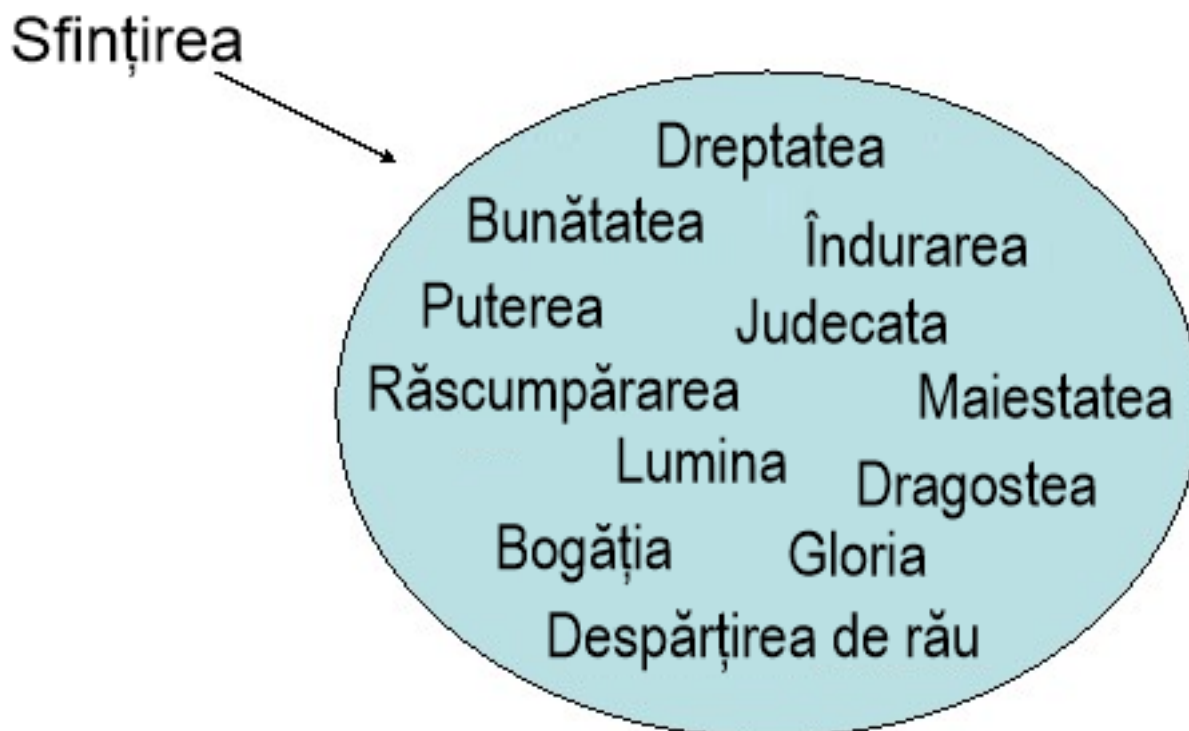 Sfințirea
Dreptatea
Bunătatea
Îndurarea
Puterea
Judecata
Răscumpărarea
Maiestatea
Lumina
Dragostea
Bogăția
Gloria
Despărțirea de rău